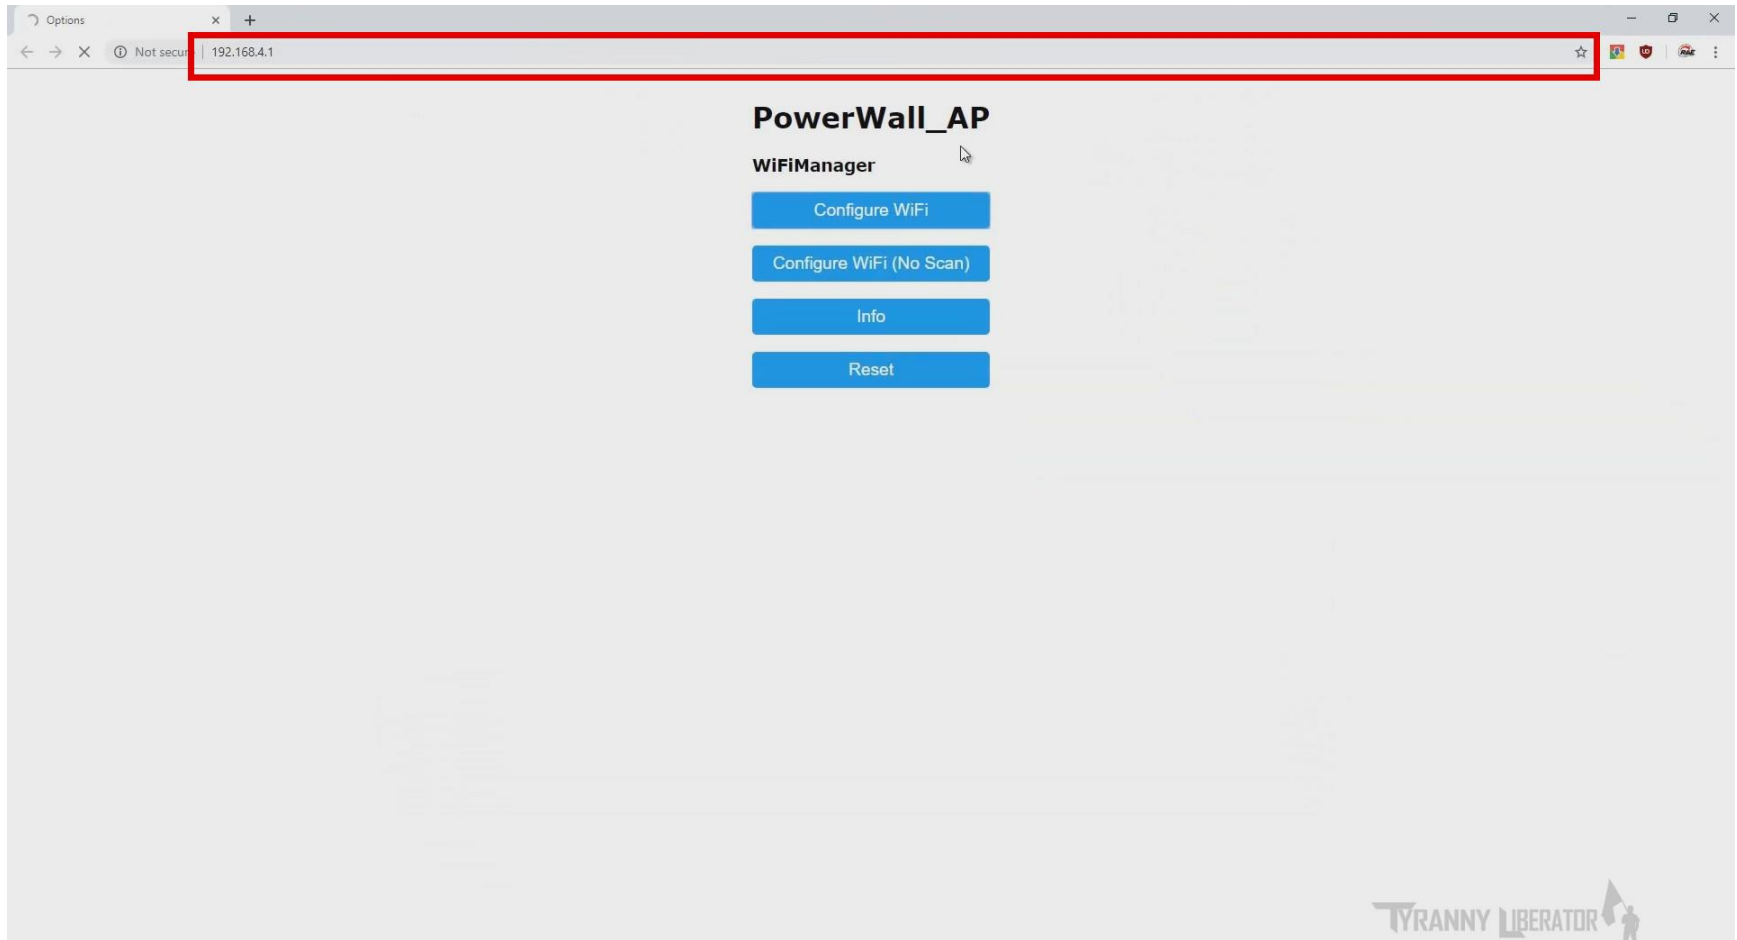 Options
Not secur 192.168.4.1
PowerWall_AP
WiFiManager
Configure WiFi
Configure WiFi (No Scan)
Info
Reset
TYRANNY LIBERATOR